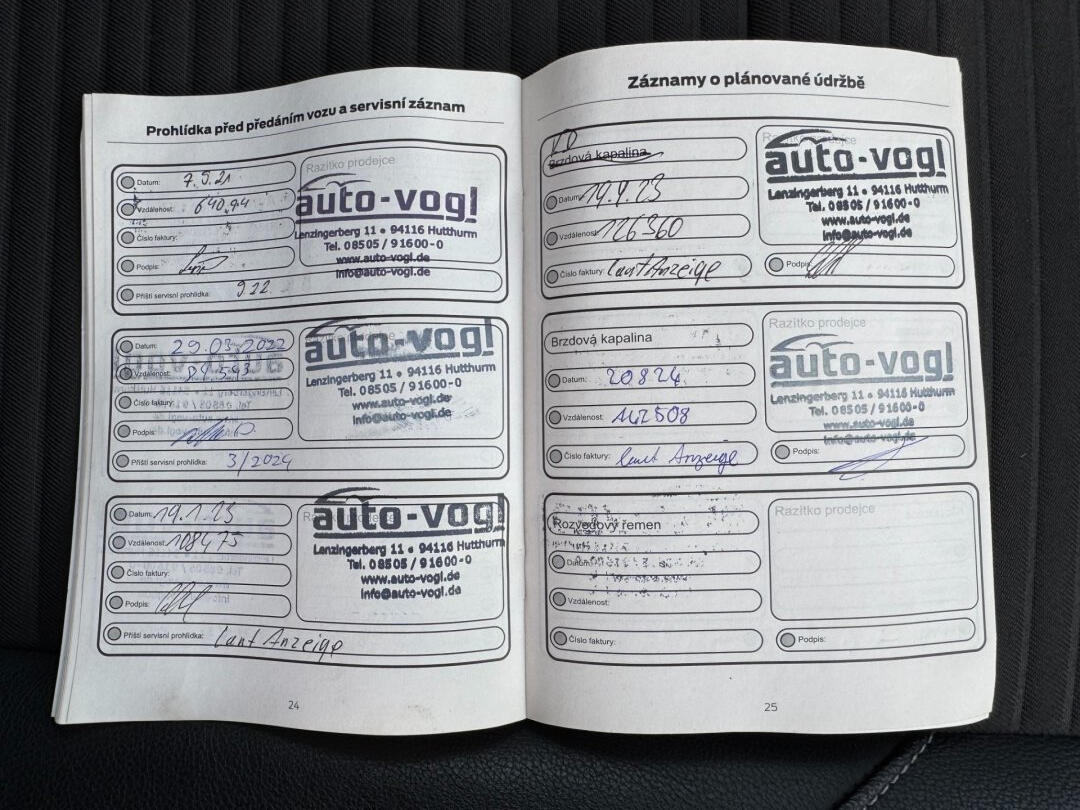 Prohlídka před předáním vozu a servisní záznam
Datum: 7.5.21
Vzdálenost: 64094
Číslo faktury:
Podpis:
Příští servisní prohlídka: 922
Razítko prodejce
auto-vogl
Lenzingerberg 11 • 94116 Hutthurm
Tel. 08505 / 91600-0
www.auto-vogl.de
info@auto-vogl.de
Datum: 29.03.2022
Vzdálenost:
Číslo faktury:
Podpis:
Příští servisní prohlídka: 3/2024
auto-vogl
Lenzingerberg 11 • 94116 Hutthurm
Tel. 08505 / 91600-0
www.auto-vogl.de
info@auto-vogl.de
Datum: 19.1.23
Vzdálenost: 108475
Číslo faktury:
Podpis:
Příští servisní prohlídka: laut Anzeige
auto-vogl
Lenzingerberg 11 • 94116 Hutthurm
Tel. 08505 / 91600-0
www.auto-vogl.de
info@auto-vogl.de
24
Záznamy o plánované údržbě
Brzdová kapalina
Datum: 19.4.23
Vzdálenost: 126360
Číslo faktury: laut Anzeige
auto-vogl
Lenzingerberg 11 • 94116 Hutthurm
Tel. 08505 / 91600-0
www.auto-vogl.de
info@auto-vogl.de
Podpis:
Brzdová kapalina
Datum: 20.8.24
Vzdálenost: 142508
Číslo faktury: laut Anzeige
Razítko prodejce
auto-vogl
Lenzingerberg 11 • 94116 Hutthurm
Tel. 08505 / 91600-0
www.auto-vogl.de
info@auto-vogl.de
Podpis:
Rozvodový řemen
Datum:
Vzdálenost:
Číslo faktury:
Razítko prodejce
Podpis:
25